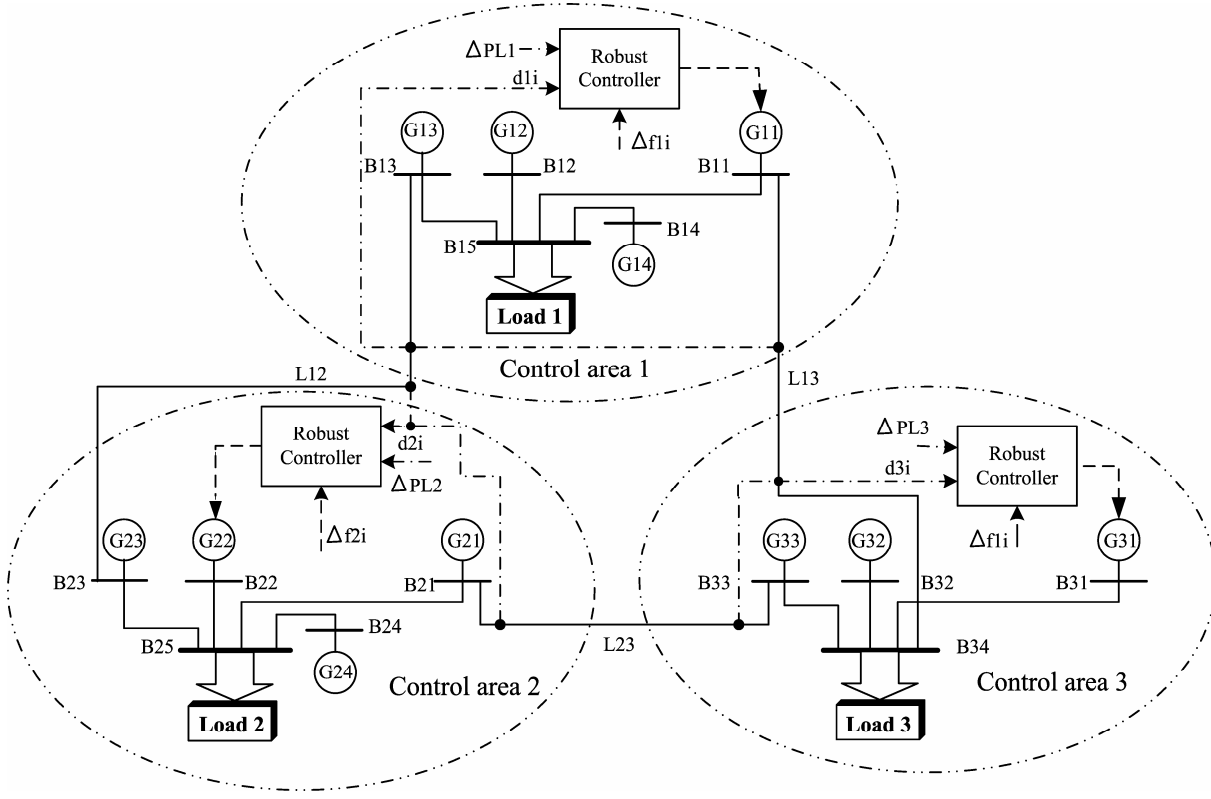 ΔPL1
Robust
Controller
d1i
Δf1i
G13
G12
G11
B13
B12
B11
B15
B14
G14
Load 1
Control area 1
L12
L13
Robust
Controller
d2i
ΔPL2
Δf2i
ΔPL3
Robust
Controller
d3i
Δf1i
G23
G22
G21
G33
G32
G31
B23
B22
B21
B33
B32
B31
B24
B25
G24
L23
B34
Control area 2
Control area 3
Load 2
Load 3